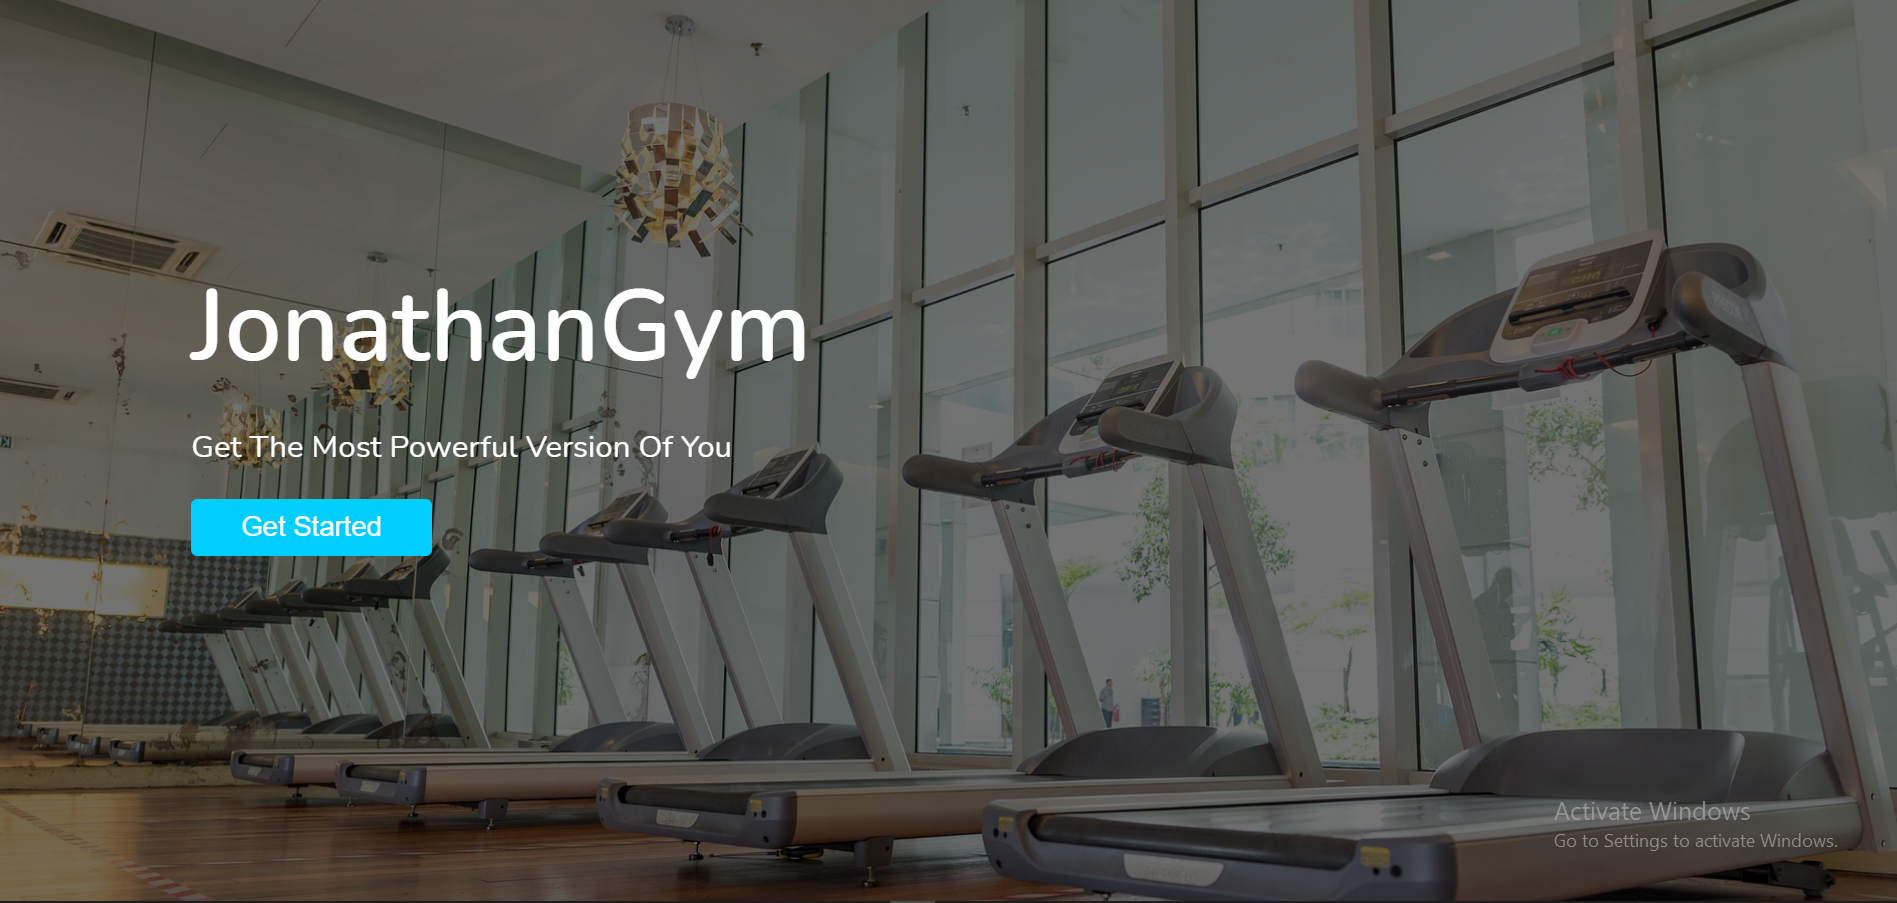 JonathanGym
Get The Most Powerful Version Of You
Get Started
Activate Windows
Go to Settings to activate Windows.